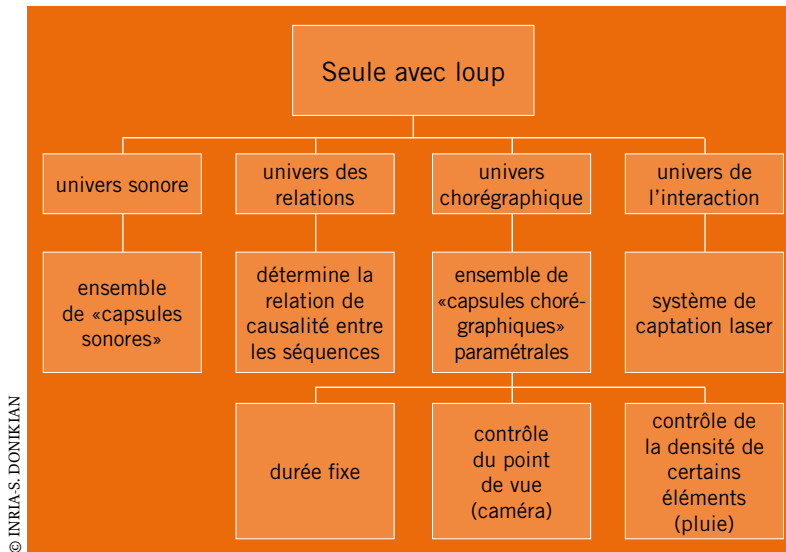 Seule avec loup
univers sonore
univers des
relations
univers
chorégraphique
univers de
l'interaction
ensemble
de «capsules
sonores»
détermine la
relation de
causalité entre
les séquences
ensemble de
«capsules choré-
graphiques»
paramétrales
système de
captation laser
durée fixe
contrôle
du point
de vue
(caméra)
contrôle de
la densité de
certains
éléments
(pluie)
© INRIA-S. DONIKIAN